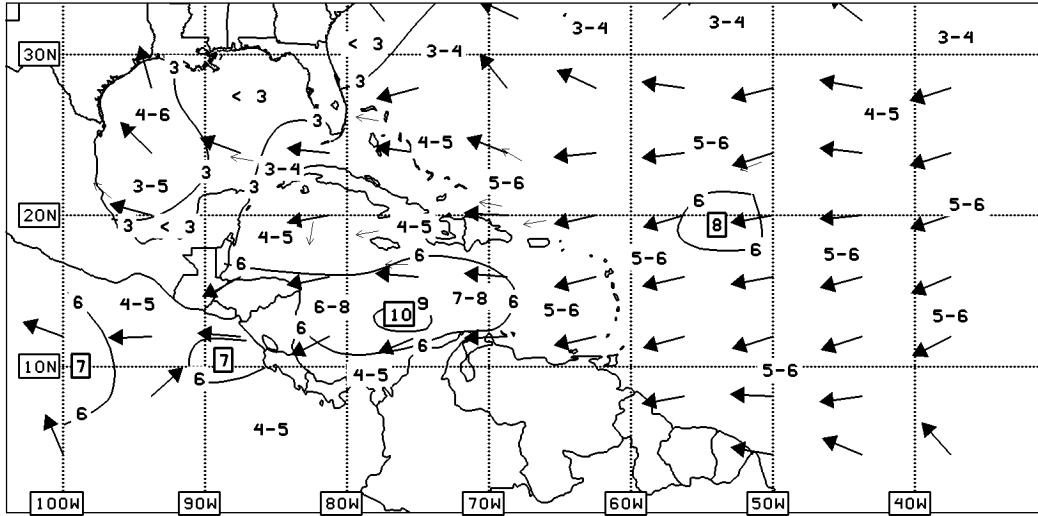 3-4 3-4
< 3 3-4 3-4
30N
3 3
< 3
4-6 3 4-5
4-5 5-6
3 3-4
3-5 3 5-6
6 5-6
20N 3 < 3 4-5 4-5 8
6 6 5-6 5-6
6 4-5 6-8 9 7-8 6
10 5-6 5-6
6
6
10N 7 7
6 4-5 5-6
6
4-5
100W 90W 80W 70W 60W 50W 40W